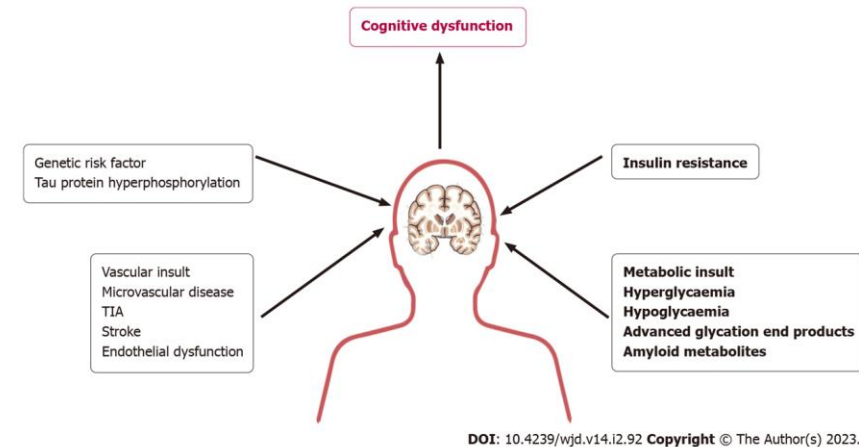 Cognitive dysfunction
Genetic risk factor
Tau protein hyperphosphorylation
Insulin resistance
Vascular insult
Microvascular disease
TIA
Stroke
Endothelial dysfunction
Metabolic insult
Hyperglycaemia
Hypoglycaemia
Advanced glycation end products
Amyloid metabolites
DOI: 10.4239/wjd.v14.i2.92 Copyright © The Author(s) 2023.